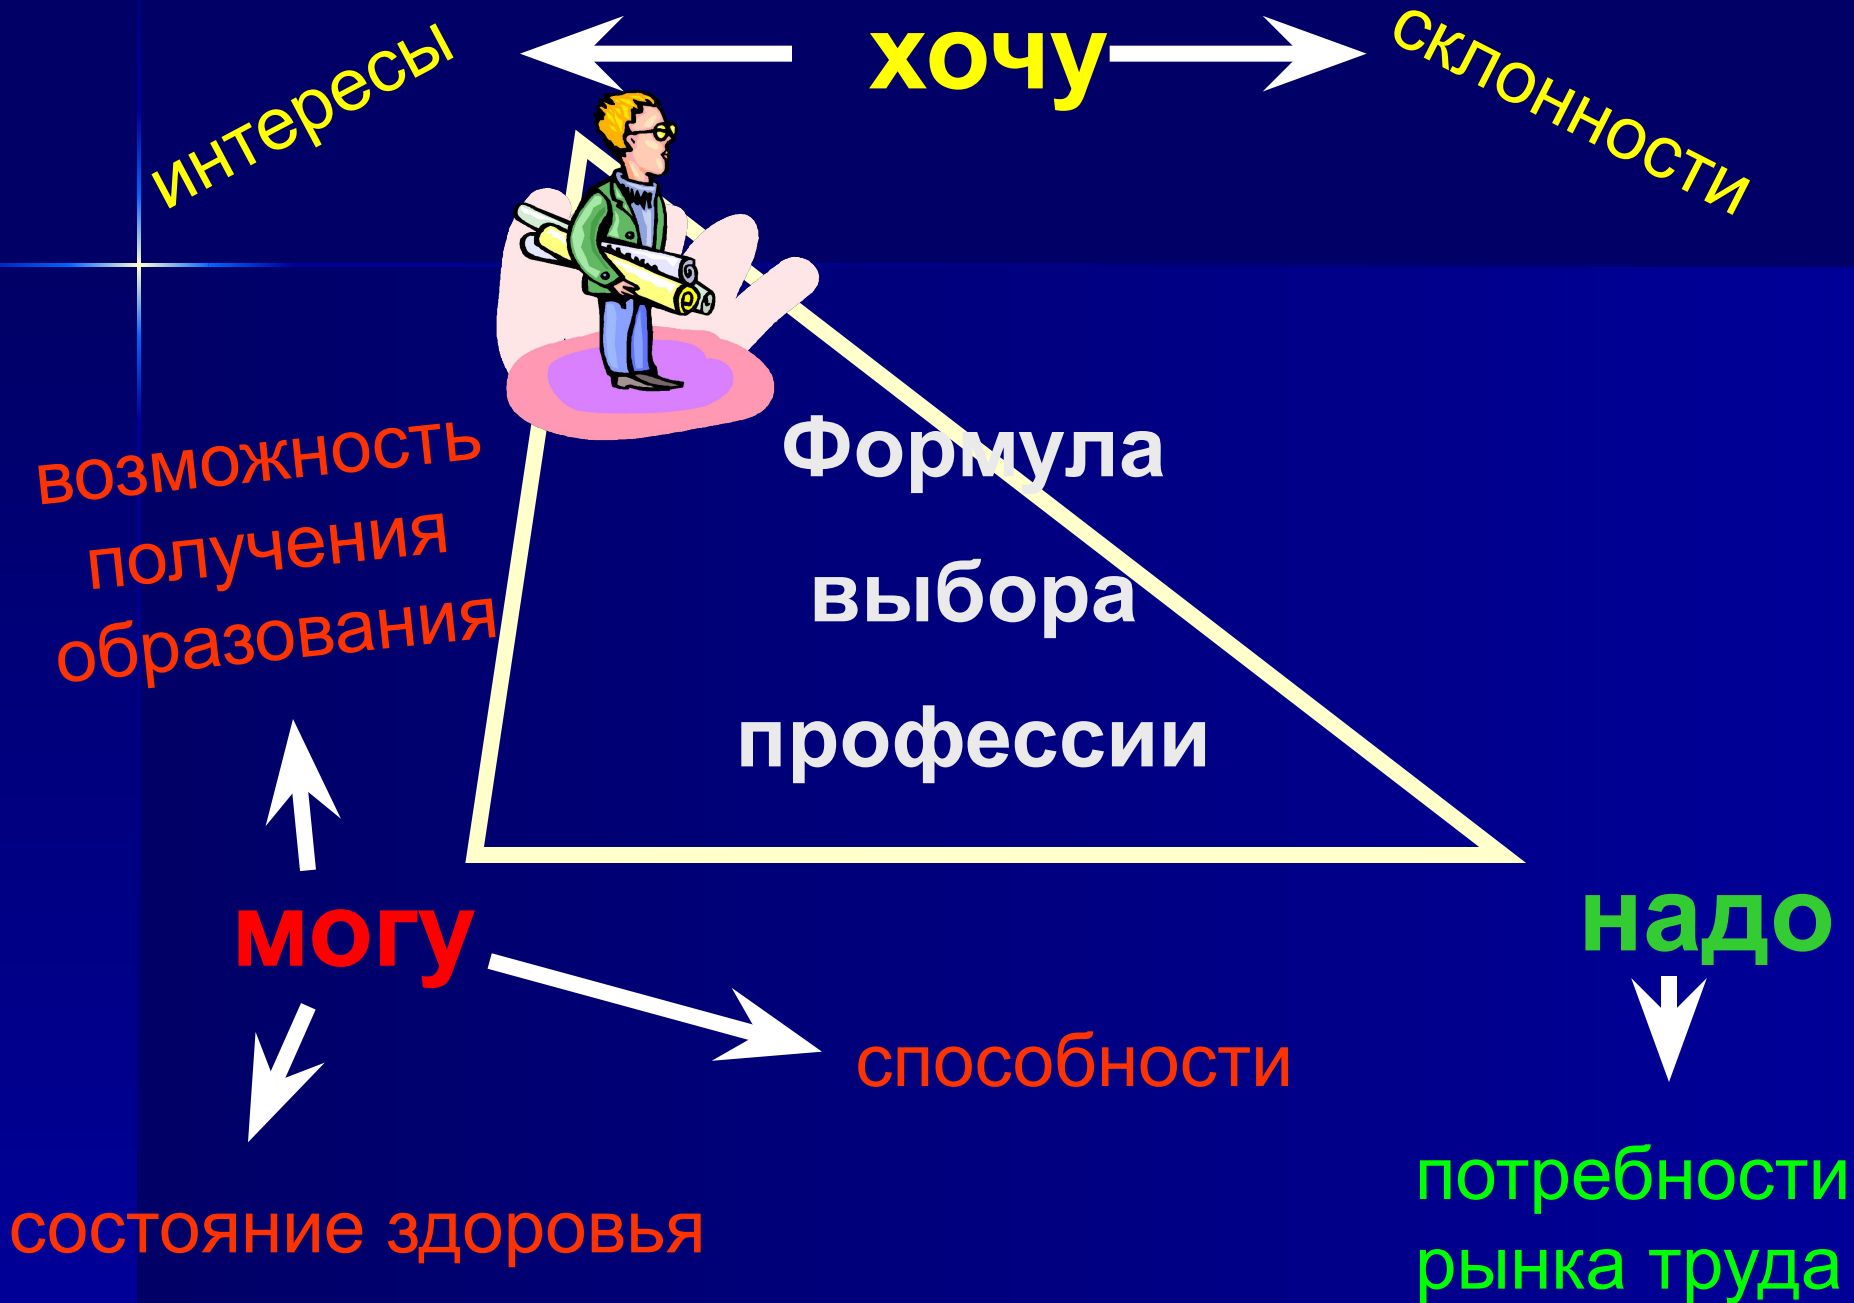 интересы
хочу
склонности
возможность
получения
образования
Формула
выбора
профессии
могу
надо
способности
состояние здоровья
потребности
рынка труда